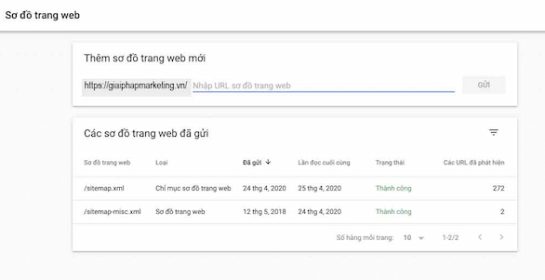 Sơ đồ trang web
Thêm sơ đồ trang web mới
https://giaiphapmarketing.vn/ Nhập URL sơ đồ trang web GỬI
Các sơ đồ trang web đã gửi
Sơ đồ trang web Loại Đã gửi ↓ Lần đọc cuối cùng Trạng thái Các URL đã phát hiện
/sitemap.xml Chỉ mục sơ đồ trang web 24 thg 4, 2020 25 thg 4, 2020 Thành công 272
/sitemap-misc.xml Sơ đồ trang web 12 thg 5, 2018 24 thg 4, 2020 Thành công 2
Số hàng mỗi trang: 10 1-2/2